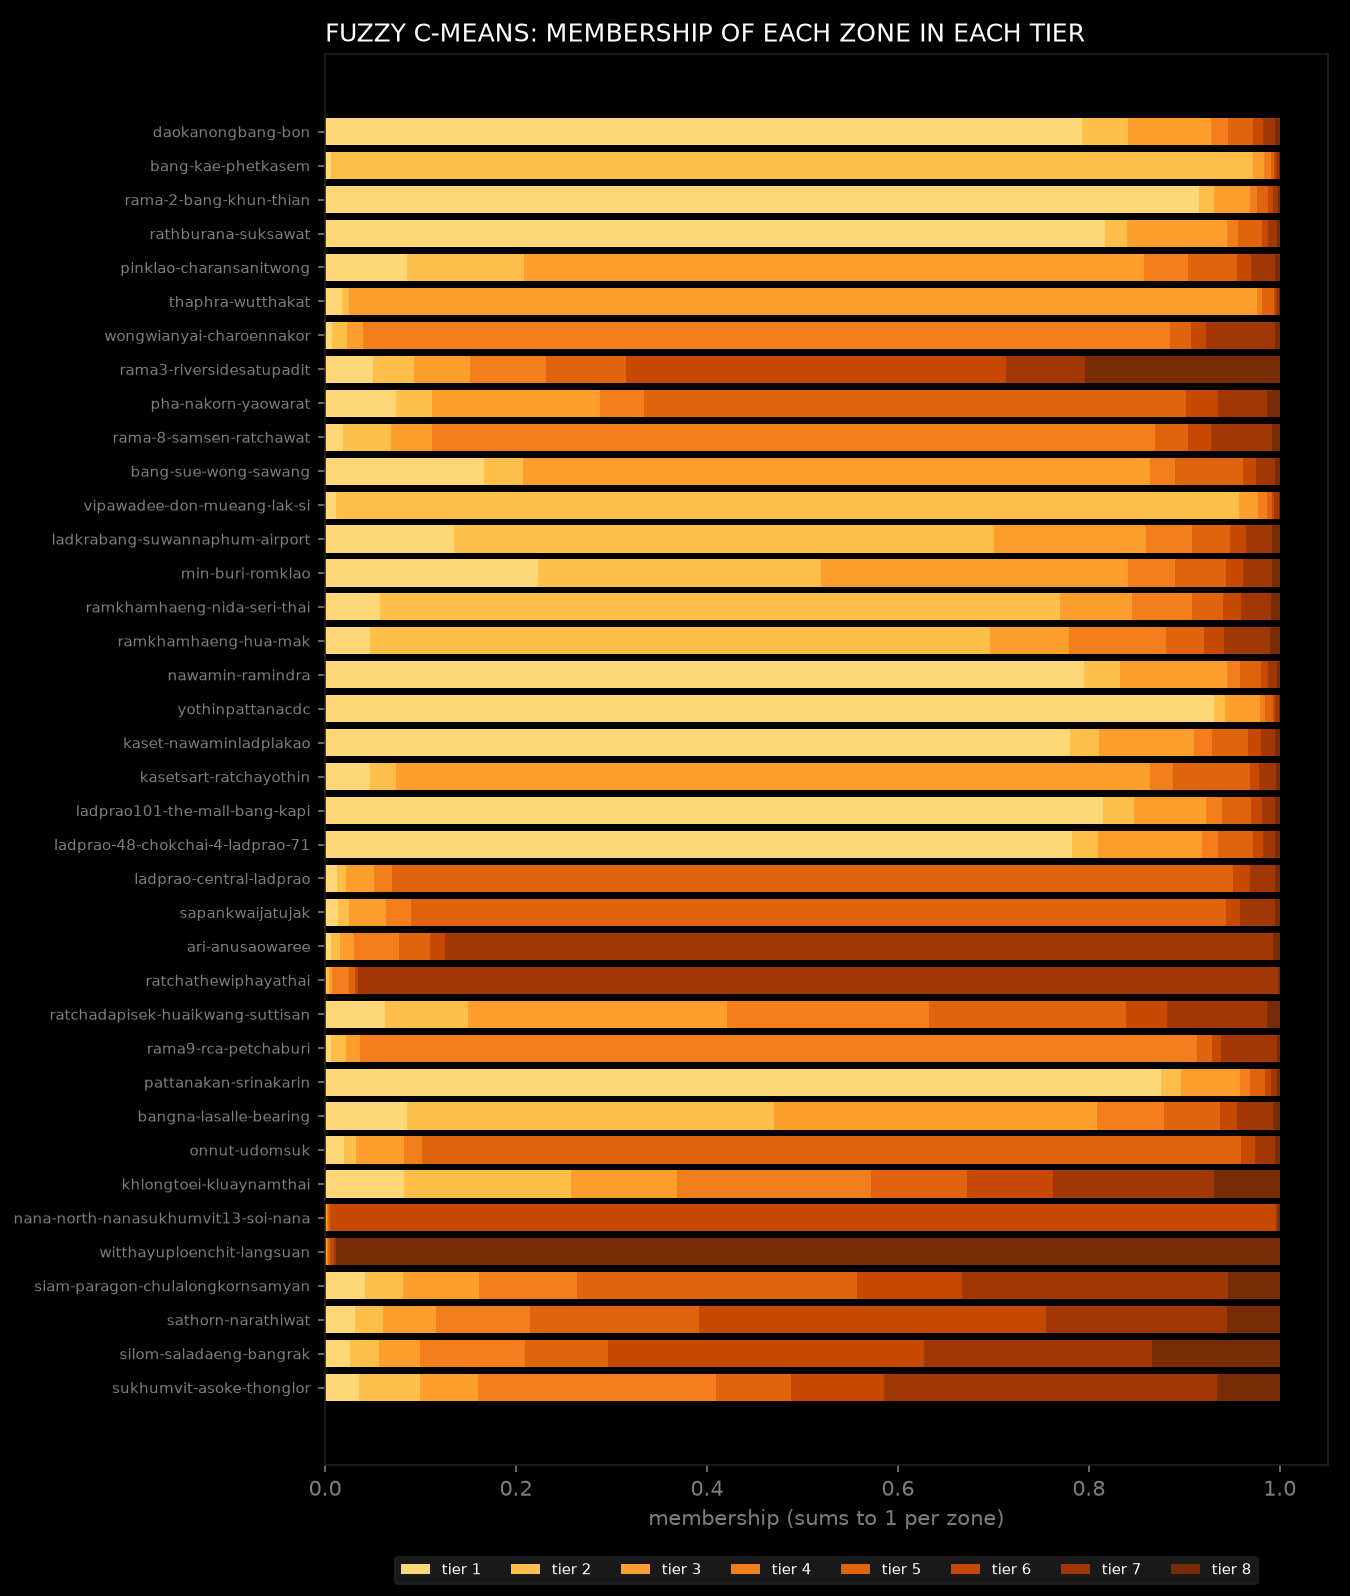 FUZZY C-MEANS: MEMBERSHIP OF EACH ZONE IN EACH TIER
daokanongbang-bon
bang-kae-phetkasem
rama-2-bang-khun-thian
rathburana-suksawat
pinklao-charansanitwong
thaphra-wutthakat
wongwianyai-charoennakor
rama3-riversidesatupadit
pha-nakorn-yaowarat
rama-8-samsen-ratchawat
bang-sue-wong-sawang
vipawadee-don-mueang-lak-si
ladkrabang-suwannaphum-airport
min-buri-romklao
ramkhamhaeng-nida-seri-thai
ramkhamhaeng-hua-mak
nawamin-ramindra
yothinpattanacdc
kaset-nawaminladplakao
kasetsart-ratchayothin
ladprao101-the-mall-bang-kapi
ladprao-48-chokchai-4-ladprao-71
ladprao-central-ladprao
sapankwaijatujak
ari-anusaowaree
ratchathewiphayathai
ratchadapisek-huaikwang-suttisan
rama9-rca-petchaburi
pattanakan-srinakarin
bangna-lasalle-bearing
onnut-udomsuk
khlongtoei-kluaynamthai
nana-north-nanasukhumvit13-soi-nana
witthayuploenchit-langsuan
siam-paragon-chulalongkornsamyan
sathorn-narathiwat
silom-saladaeng-bangrak
sukhumvit-asoke-thonglor
0.0 0.2 0.4 0.6 0.8 1.0
membership (sums to 1 per zone)
tier 1 tier 2 tier 3 tier 4 tier 5 tier 6 tier 7 tier 8